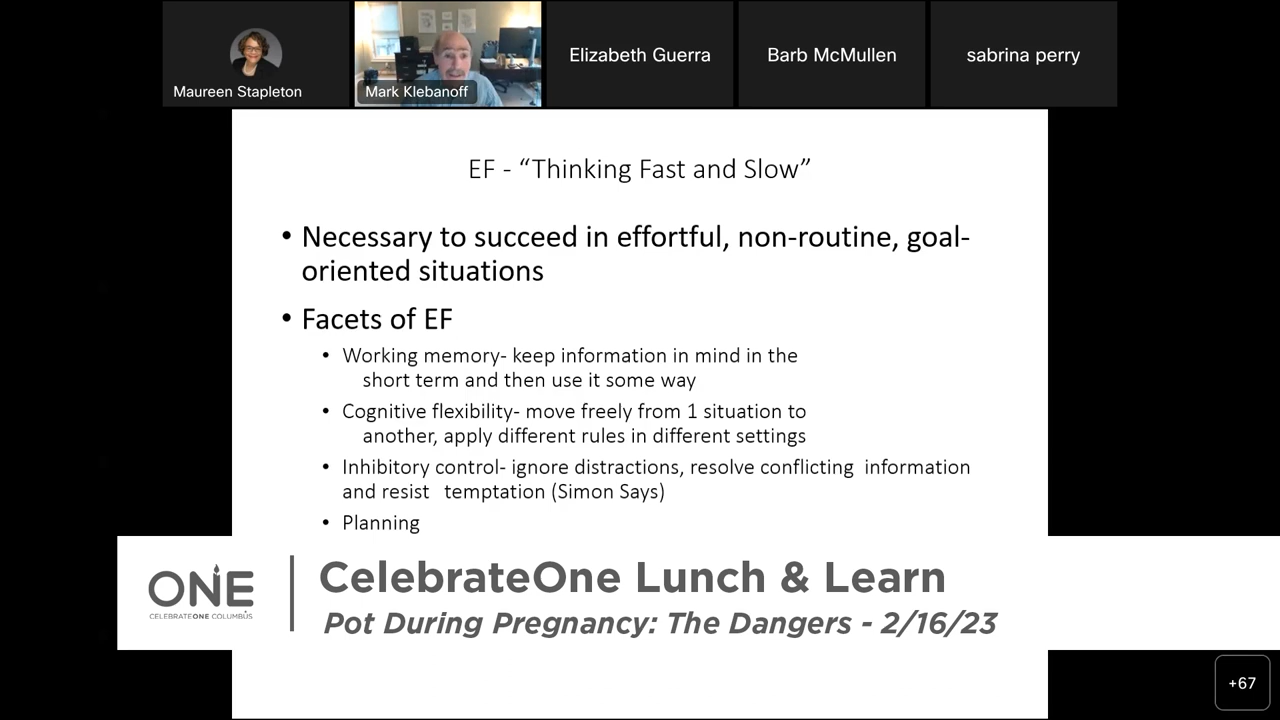 Maureen Stapleton
Mark Klebanoff
Elizabeth Guerra
Barb McMullen
sabrina perry
EF - “Thinking Fast and Slow”
• Necessary to succeed in effortful, non-routine, goal-
oriented situations
• Facets of EF
• Working memory- keep information in mind in the
short term and then use it some way
• Cognitive flexibility- move freely from 1 situation to
another, apply different rules in different settings
• Inhibitory control- ignore distractions, resolve conflicting information
and resist temptation (Simon Says)
• Planning
ONE
CELEBRATEONE COLUMBUS
CelebrateOne Lunch & Learn
Pot During Pregnancy: The Dangers - 2/16/23
+67